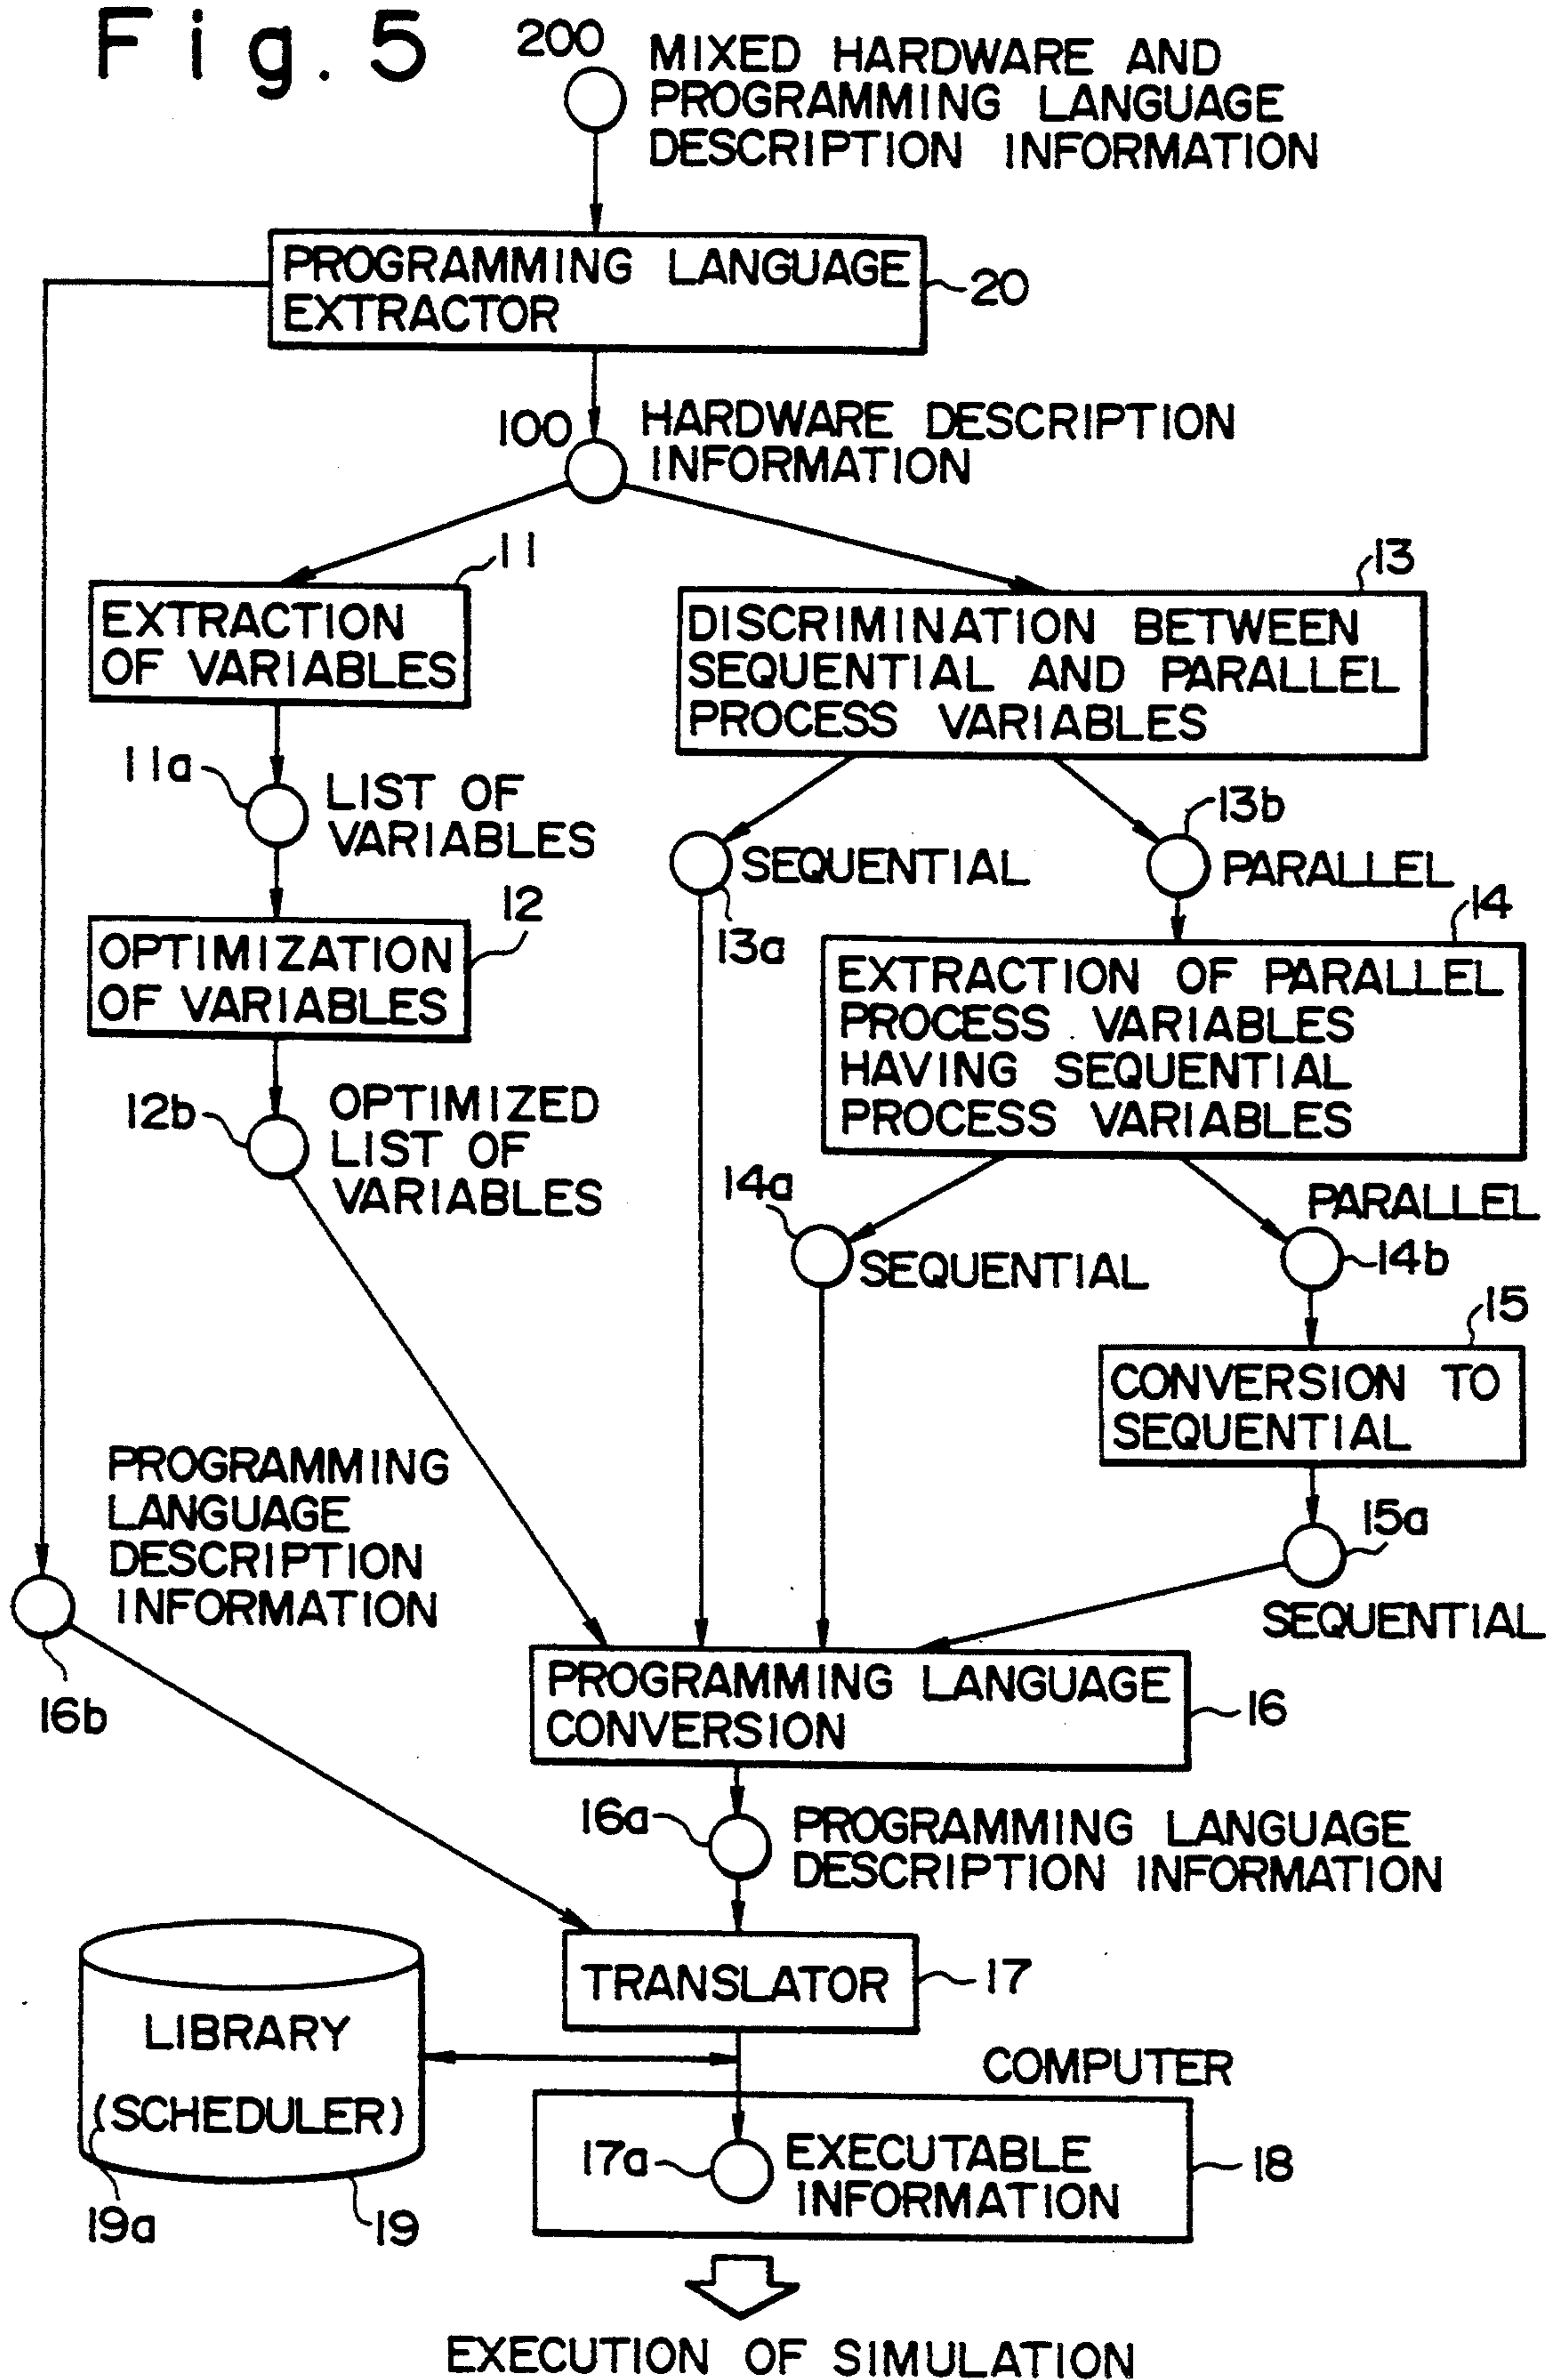 Fig. 5
200
MIXED HARDWARE AND
PROGRAMMING LANGUAGE
DESCRIPTION INFORMATION
PROGRAMMING LANGUAGE
EXTRACTOR
20
100
HARDWARE DESCRIPTION
INFORMATION
11
EXTRACTION
OF VARIABLES
13
DISCRIMINATION BETWEEN
SEQUENTIAL AND PARALLEL
PROCESS VARIABLES
11a
LIST OF
VARIABLES
13b
SEQUENTIAL
PARALLEL
13a
12
OPTIMIZATION
OF VARIABLES
14
EXTRACTION OF PARALLEL
PROCESS VARIABLES
HAVING SEQUENTIAL
PROCESS VARIABLES
12b
OPTIMIZED
LIST OF
VARIABLES
14a
SEQUENTIAL
PARALLEL
14b
15
CONVERSION TO
SEQUENTIAL
15a
SEQUENTIAL
PROGRAMMING
LANGUAGE
DESCRIPTION
INFORMATION
16b
PROGRAMMING LANGUAGE
CONVERSION
16
16a
PROGRAMMING LANGUAGE
DESCRIPTION INFORMATION
TRANSLATOR
17
LIBRARY
(SCHEDULER)
19a
19
COMPUTER
17a
EXECUTABLE
INFORMATION
18
EXECUTION OF SIMULATION